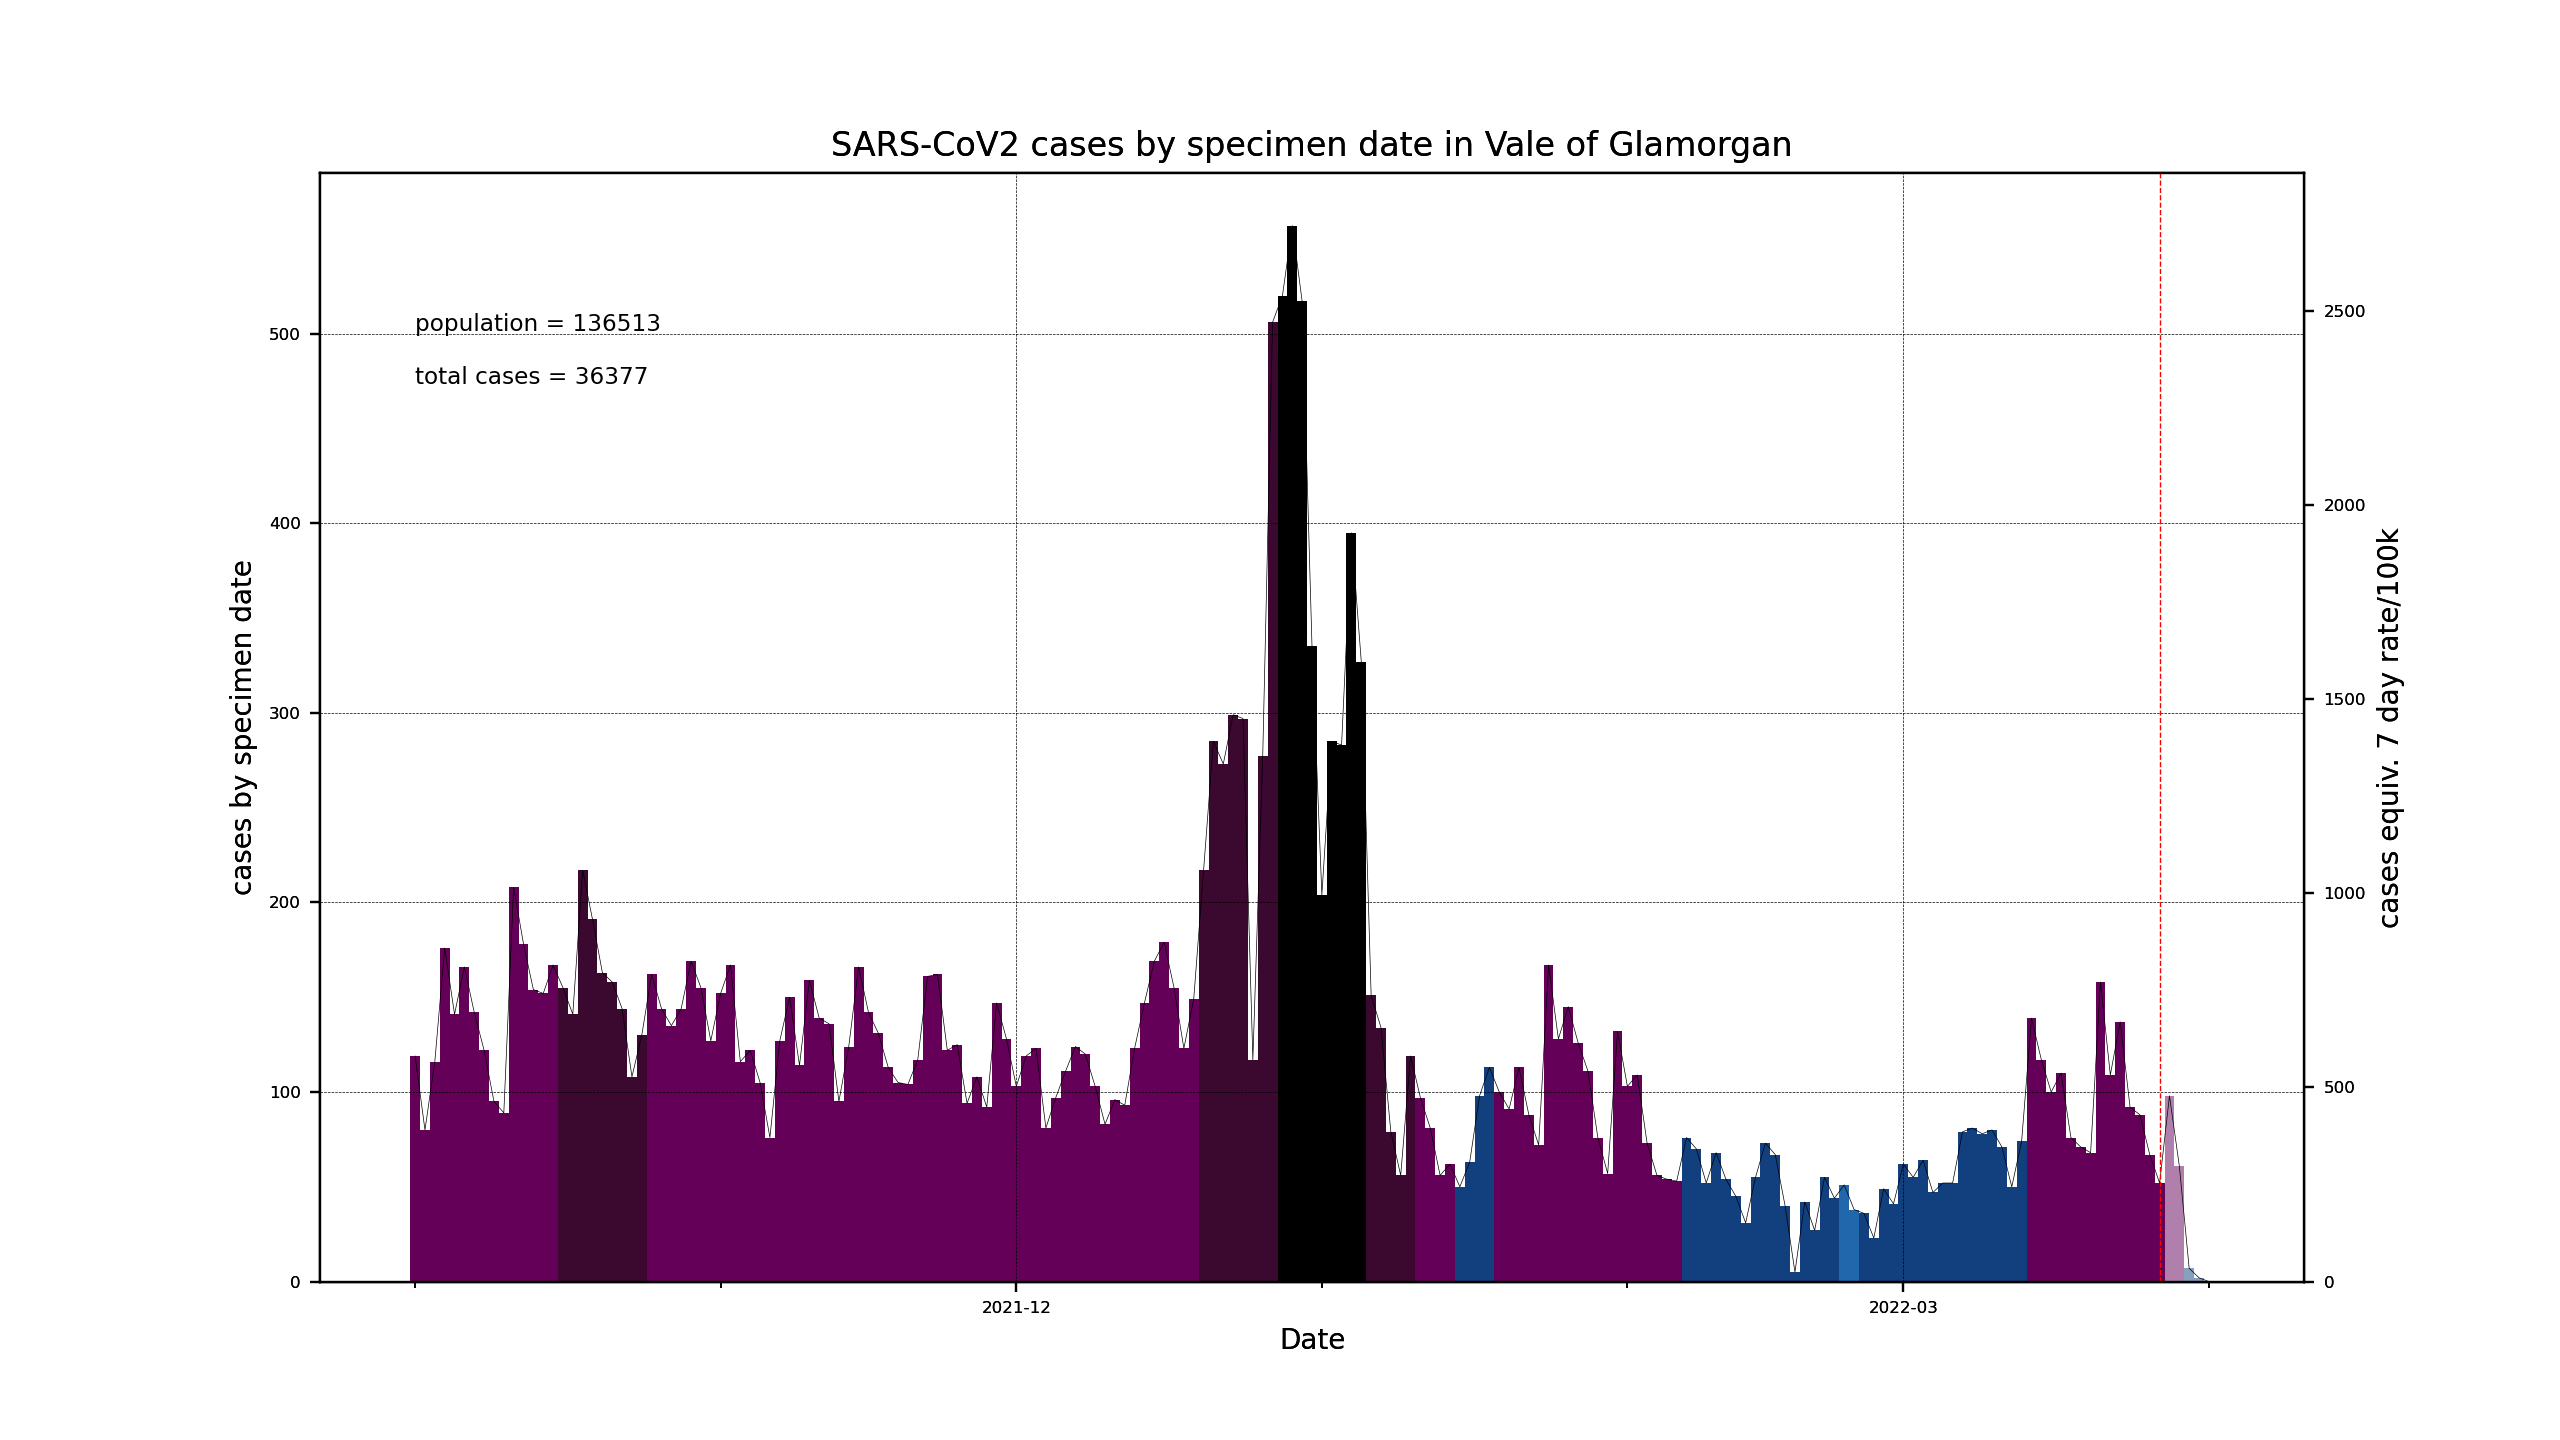 SARS-CoV2 cases by specimen date in Vale of Glamorgan
population = 136513
total cases = 36377
cases by specimen date
500
400
300
200
100
0
2500
2000
1500
1000
500
0
cases equiv. 7 day rate/100k
2021-12
2022-03
Date